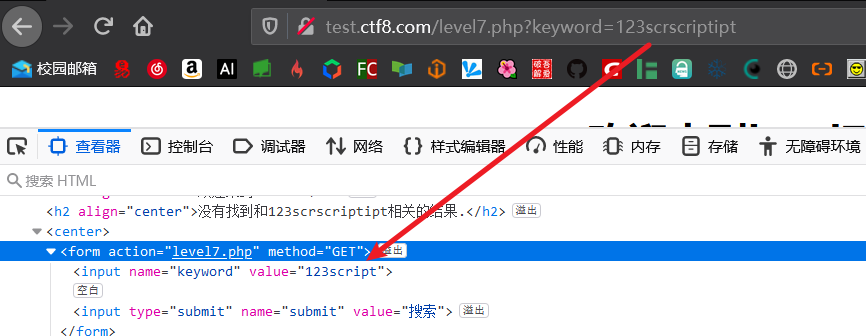 test.ctf8.com/level7.php?keyword=123scrscriptipt
校园邮箱
AI
FC
G
破吾解爱
查看器 控制台 调试器 网络 {} 样式编辑器 性能 内存 存储 无障碍环境
搜索 HTML
<h2 align="center">没有找到和123scrscriptipt相关的结果.</h2> 溢出
<center>
<form action="level7.php" method="GET"> 溢出
<input name="keyword" value="123script">
空白
<input type="submit" name="submit" value="搜索"> 溢出
</form>